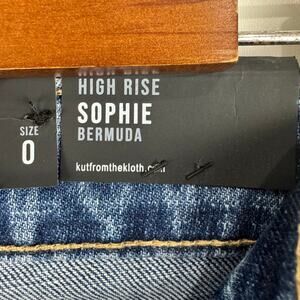 HIGH RISE
HIGH RISE
SOPHIE
BERMUDA
SIZE
0
kutfromthekloth.com